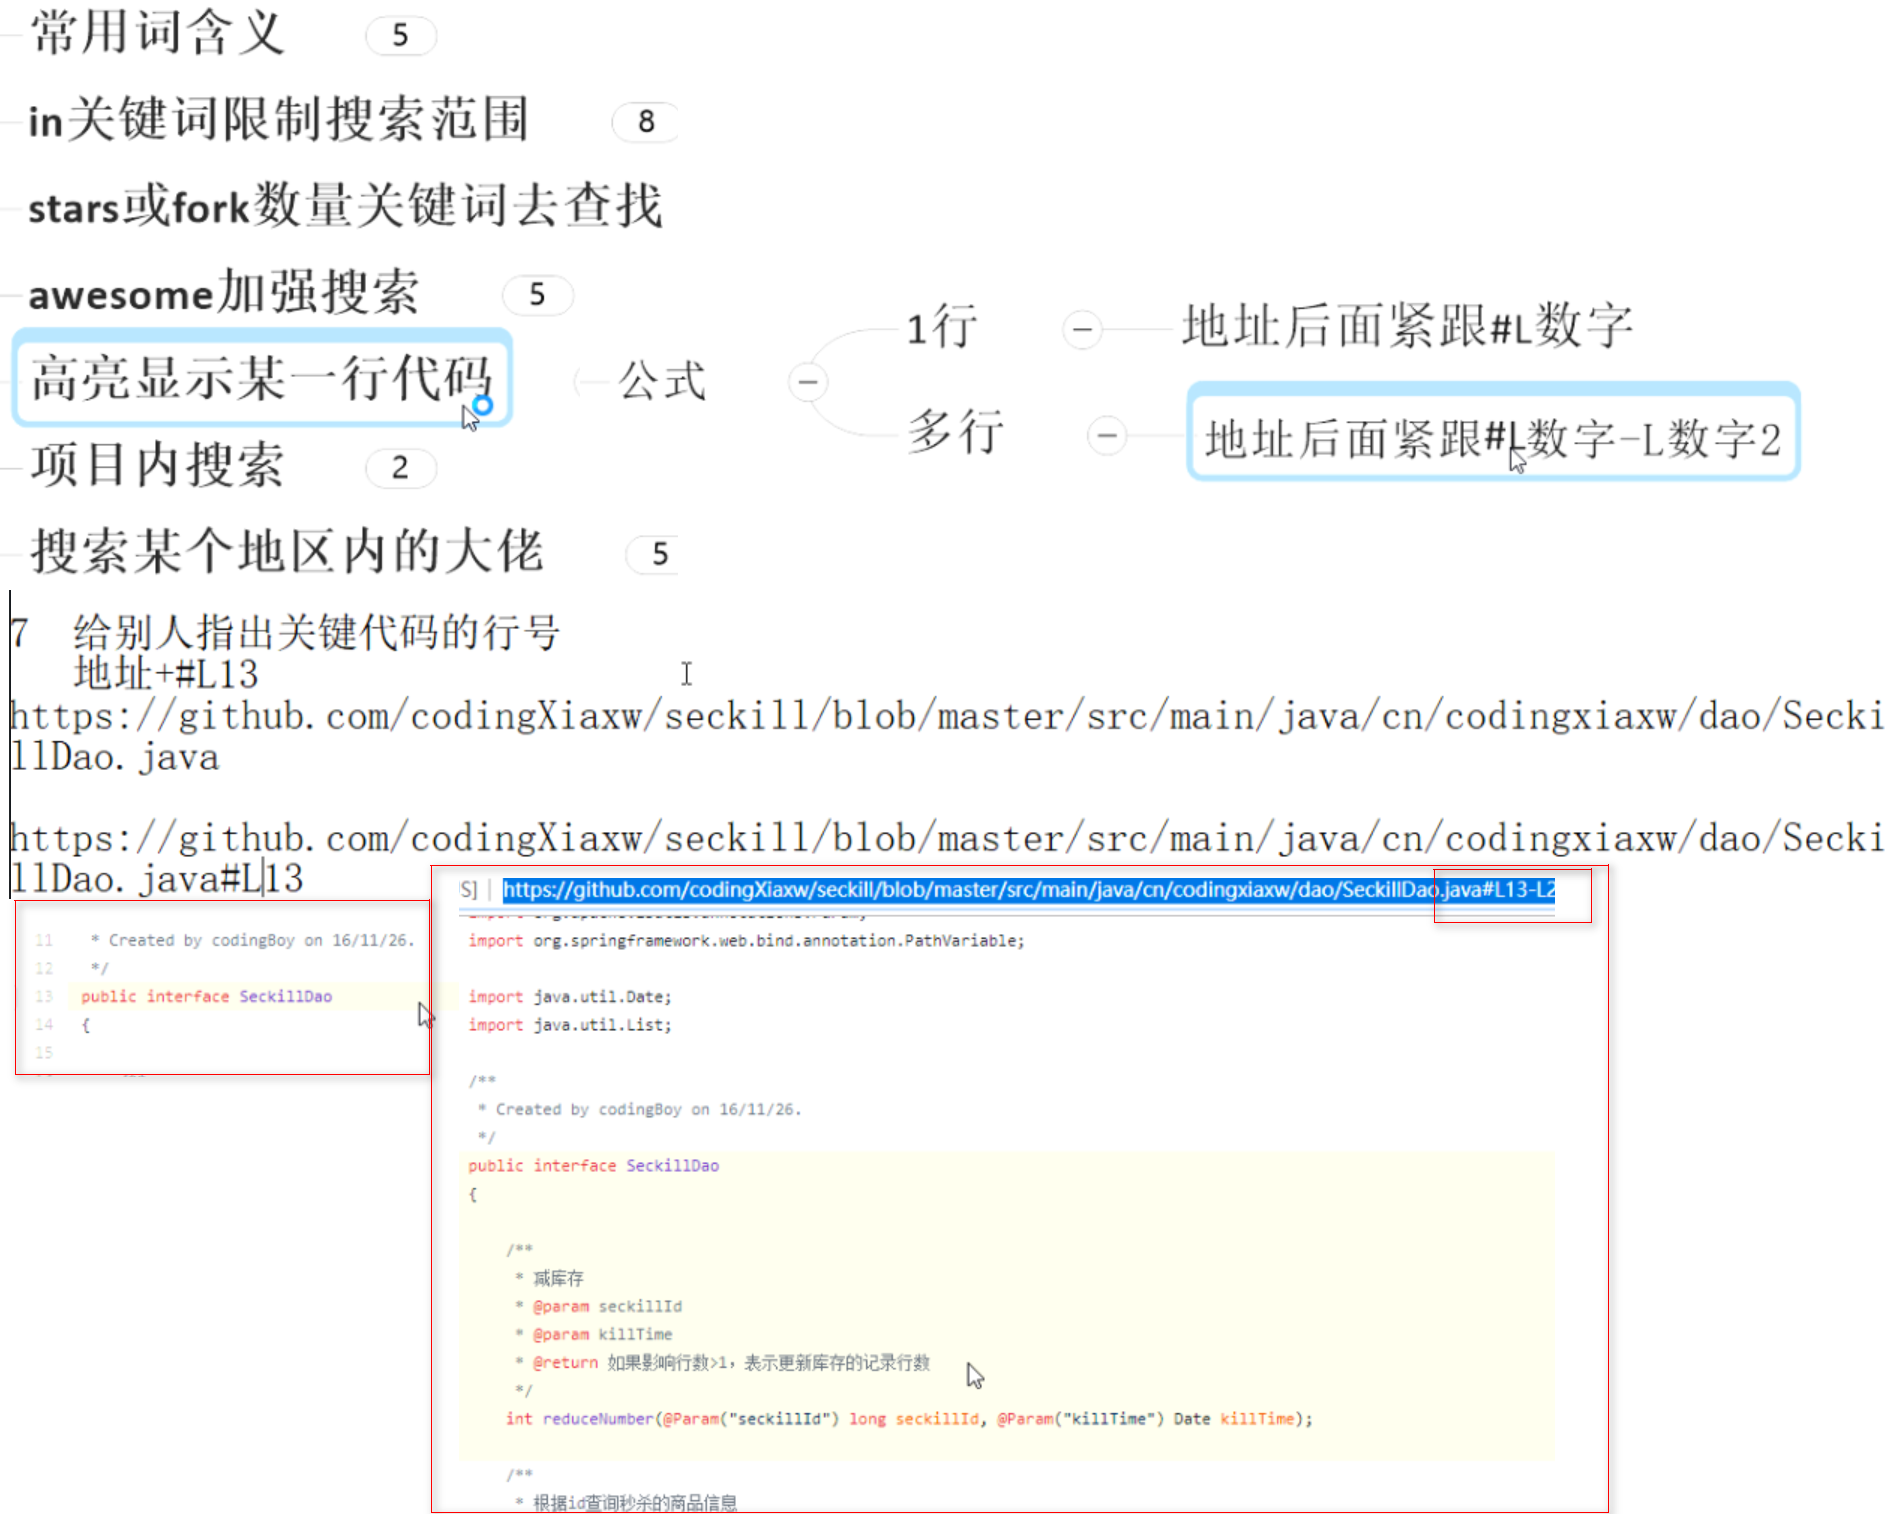 常用词含义 5
in关键词限制搜索范围 8
stars或fork数量关键词去查找
awesome加强搜索 5
高亮显示某一行代码 公式
1行 地址后面紧跟#L数字
多行 地址后面紧跟#L数字-L数字2
项目内搜索 2
搜索某个地区内的大佬 5
7 给别人指出关键代码的行号
地址+#L13
https://github.com/codingXiaxw/seckill/blob/master/src/main/java/cn/codingxiaxw/dao/Secki
llDao.java
https://github.com/codingXiaxw/seckill/blob/master/src/main/java/cn/codingxiaxw/dao/Secki
llDao.java#L13
11 * Created by codingBoy on 16/11/26.
12 */
13 public interface SeckillDao
14 {
15
S] | https://github.com/codingXiaxw/seckill/blob/master/src/main/java/cn/codingxiaxw/dao/SeckillDao.java#L13-L2
import org.springframework.web.bind.annotation.PathVariable;
import java.util.Date;
import java.util.List;
/**
* Created by codingBoy on 16/11/26.
*/
public interface SeckillDao
{
/**
* 减库存
* @param seckillId
* @param killTime
* @return 如果影响行数>1，表示更新库存的记录行数
*/
int reduceNumber(@Param("seckillId") long seckillId, @Param("killTime") Date killTime);
/**
* 根据id查询秒杀的商品信息